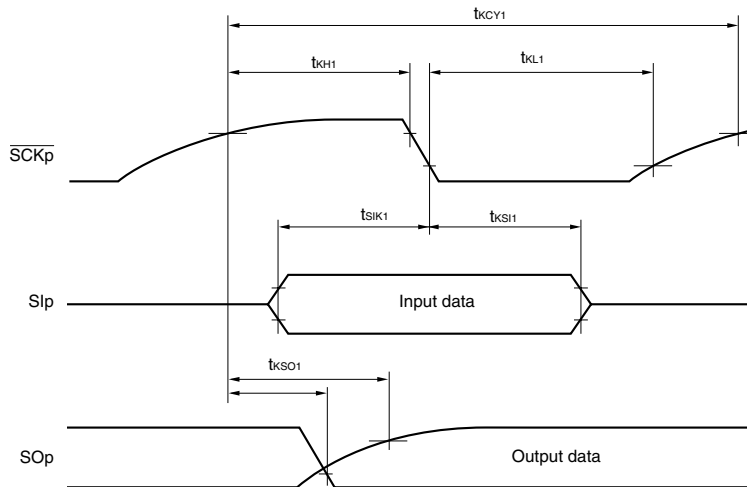 tKCY1
tKH1
tKL1
SCKp
tSIK1
tKSI1
SIp
Input data
tKSO1
SOp
Output data